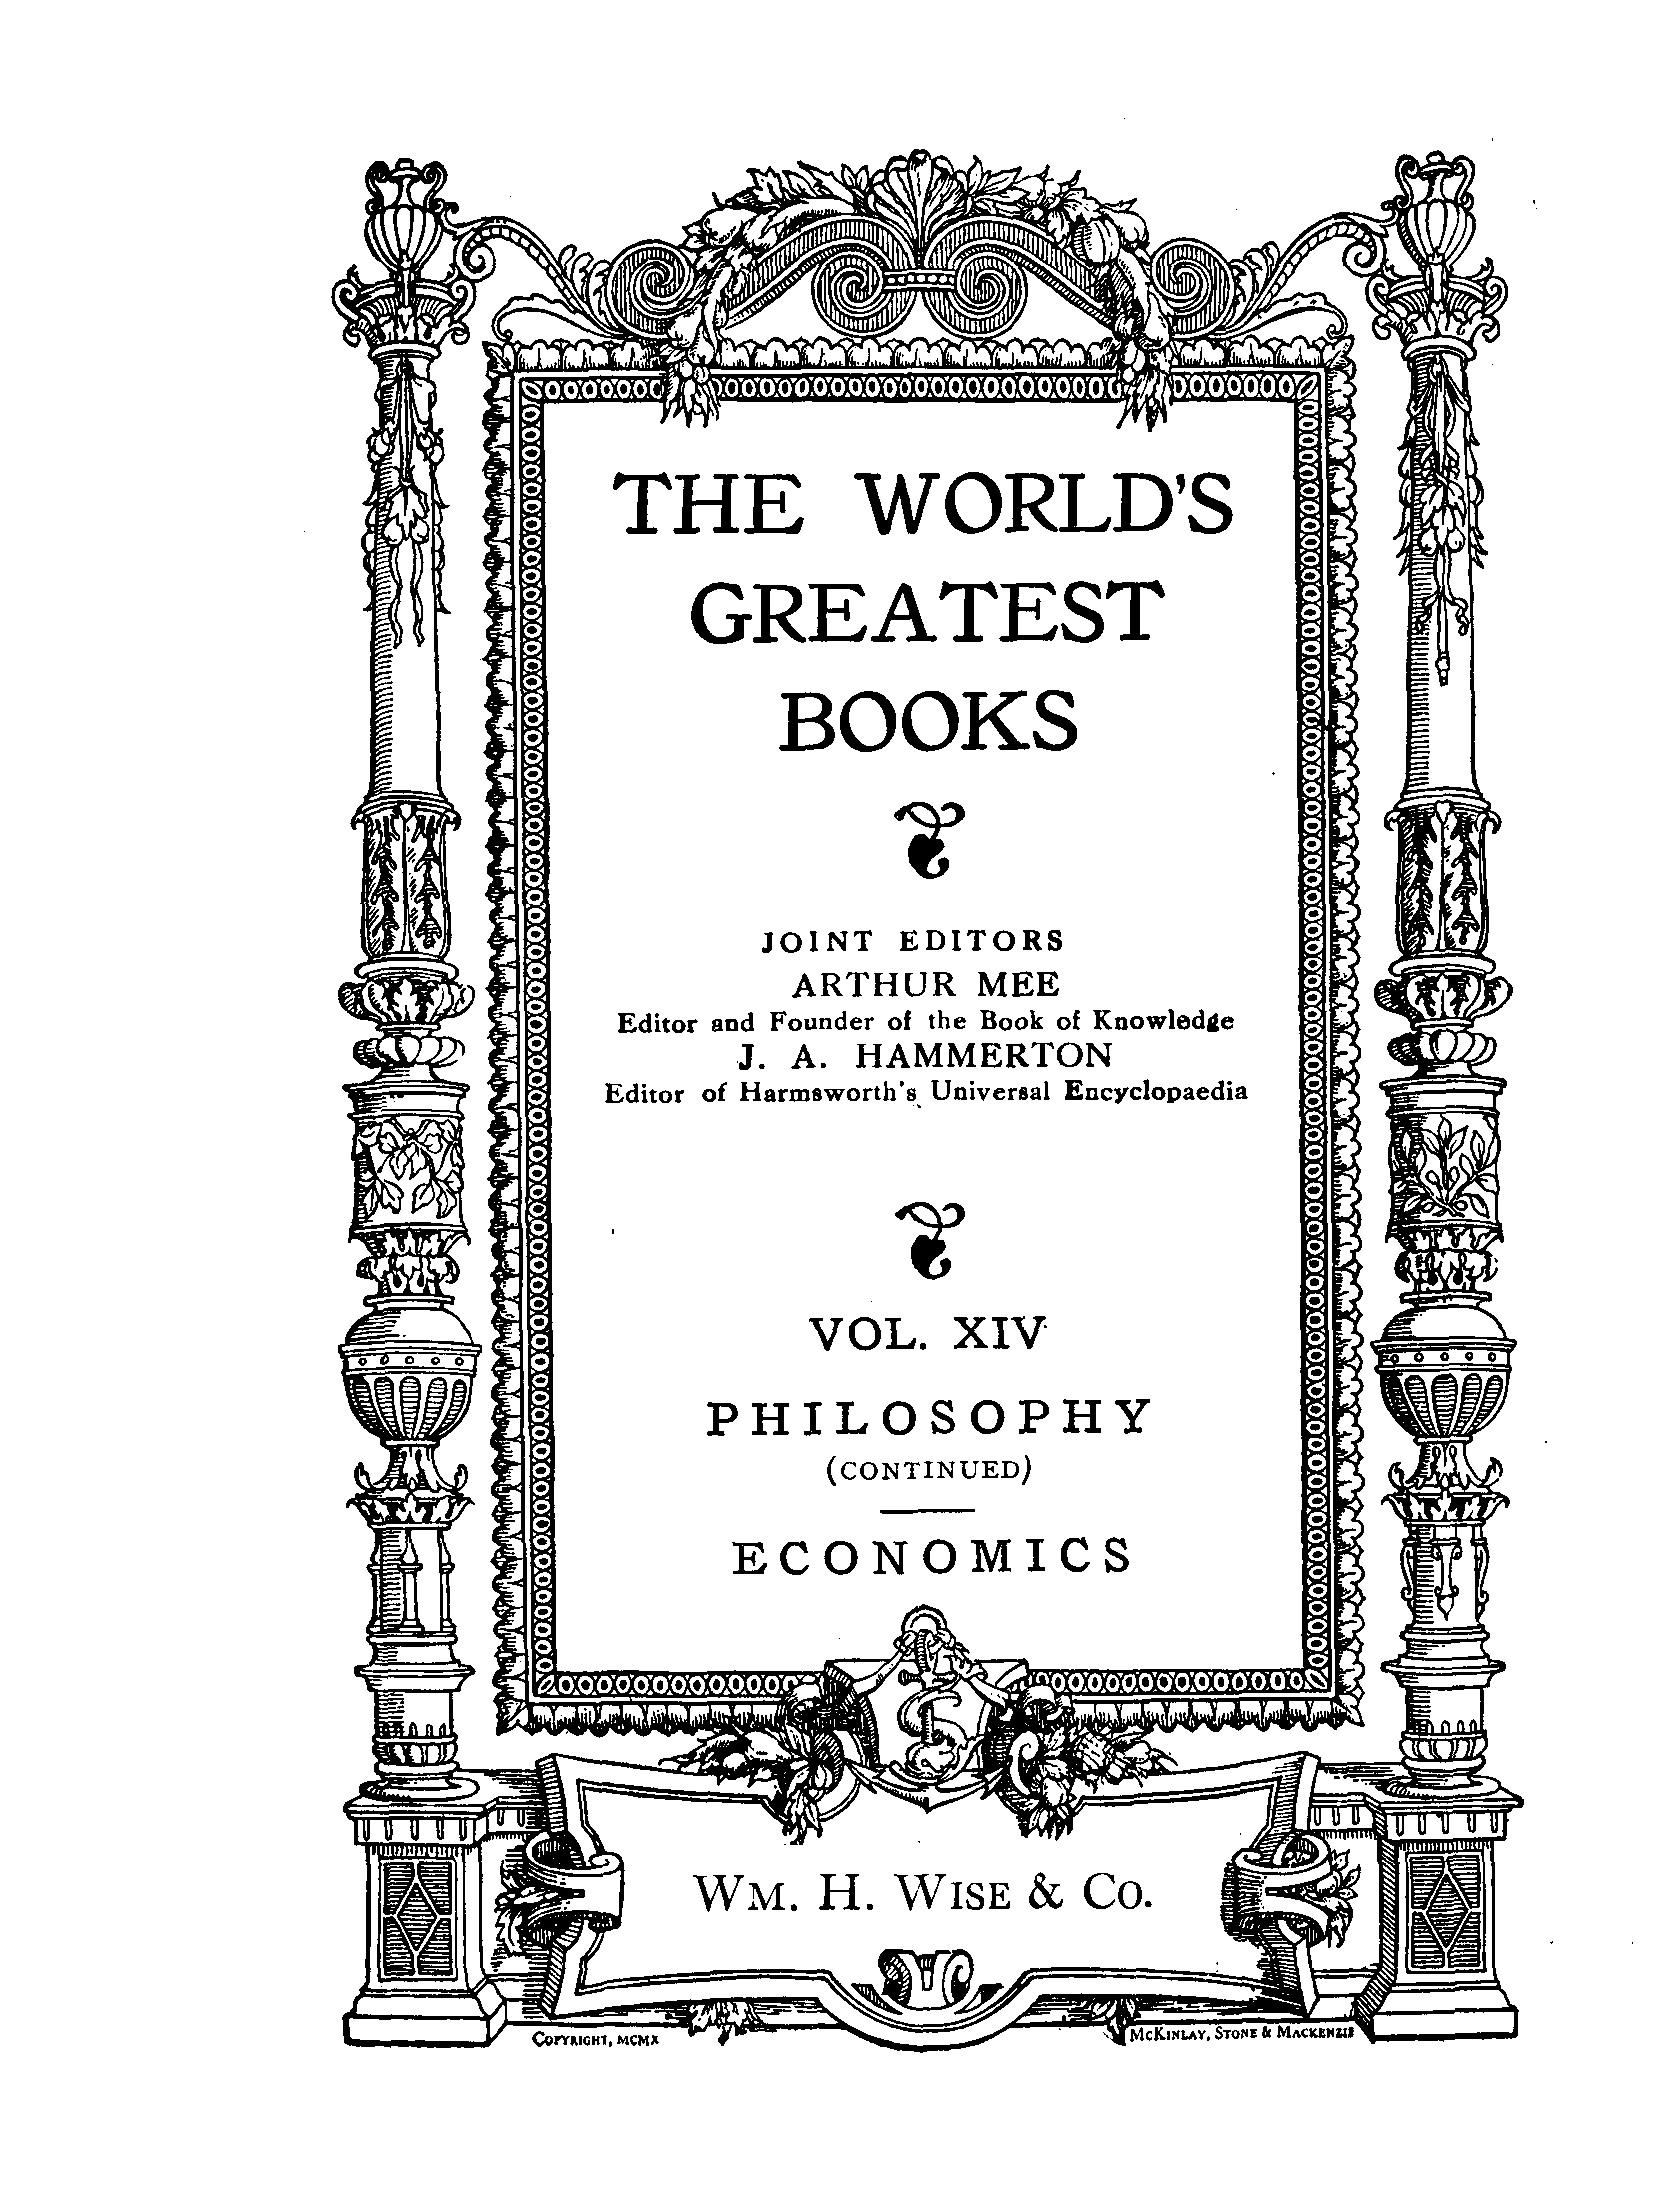 THE WORLD'S
GREATEST
BOOKS
JOINT EDITORS
ARTHUR MEE
Editor and Founder of the Book of Knowledge
J. A. HAMMERTON
Editor of Harmsworth's Universal Encyclopaedia
VOL. XIV
PHILOSOPHY
(CONTINUED)
ECONOMICS
WM. H. WISE & CO.
COPYRIGHT, MCMX
MCKINLAY, STONE & MACKENZIE